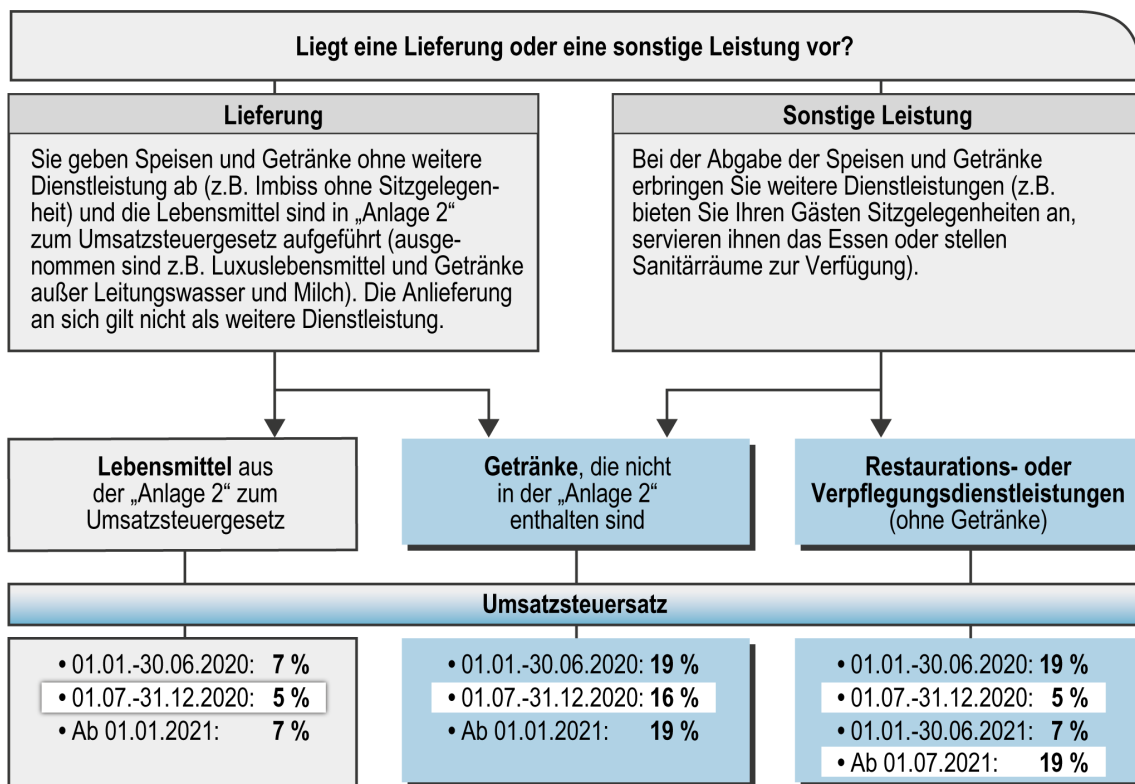 Liegt eine Lieferung oder eine sonstige Leistung vor?
Lieferung
Sie geben Speisen und Getränke ohne weitere
Dienstleistung ab (z.B. Imbiss ohne Sitzgelegen-
heit) und die Lebensmittel sind in „Anlage 2“
zum Umsatzsteuergesetz aufgeführt (ausge-
nommen sind z.B. Luxuslebensmittel und Getränke
außer Leitungswasser und Milch). Die Anlieferung
an sich gilt nicht als weitere Dienstleistung.
Sonstige Leistung
Bei der Abgabe der Speisen und Getränke
erbringen Sie weitere Dienstleistungen (z.B.
bieten Sie Ihren Gästen Sitzgelegenheiten an,
servieren ihnen das Essen oder stellen
Sanitärräume zur Verfügung).
Lebensmittel aus
der „Anlage 2“ zum
Umsatzsteuergesetz
Getränke, die nicht
in der „Anlage 2“
enthalten sind
Restaurations- oder
Verpflegungsdienstleistungen
(ohne Getränke)
Umsatzsteuersatz
• 01.01.-30.06.2020: 7 %
• 01.07.-31.12.2020: 5 %
• Ab 01.01.2021: 7 %
• 01.01.-30.06.2020: 19 %
• 01.07.-31.12.2020: 16 %
• Ab 01.01.2021: 19 %
• 01.01.-30.06.2020: 19 %
• 01.07.-31.12.2020: 5 %
• 01.01.-30.06.2021: 7 %
• Ab 01.07.2021: 19 %